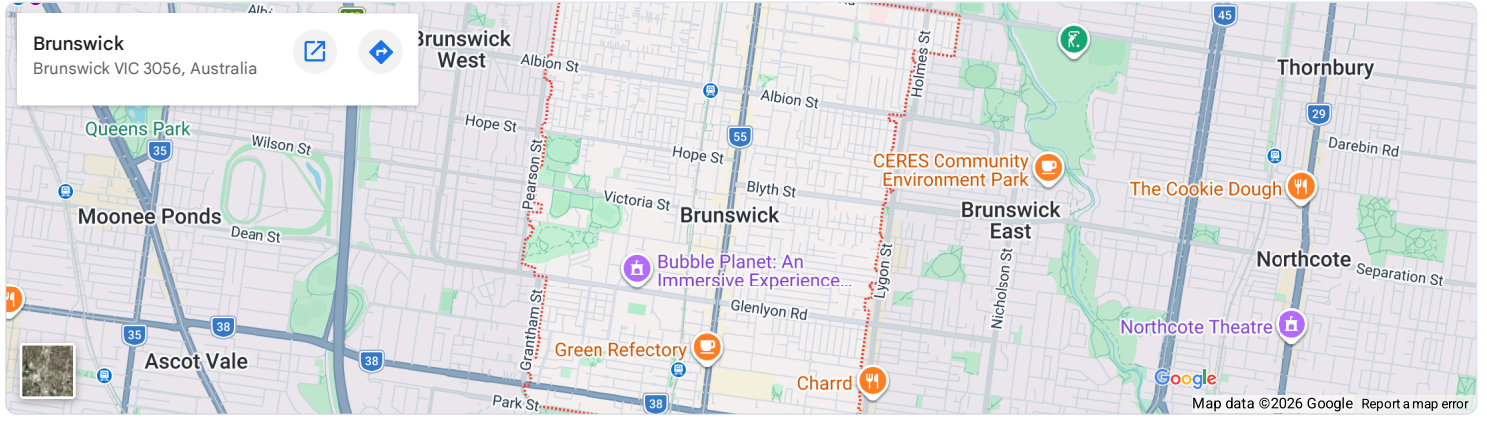 Brunswick
Brunswick VIC 3056, Australia
Brunswick
West
45
Thornbury
Albion St
Holmes St
Albion St
29
Queens Park
35
Wilson St
Hope St
55
Hope St
Darebin Rd
Pearson St
CERES Community
Environment Park
The Cookie Dough
Moonee Ponds
Victoria St
Blyth St
Brunswick
Brunswick
East
Dean St
Northcote
Separation St
Bubble Planet: An
Immersive Experience...
Lygon St
Nicholson St
Glenlyon Rd
Grantham St
35
38
Northcote Theatre
Ascot Vale
38
Green Refectory
Charrd
Google
Park St
38
Map data ©2026 Google
Report a map error